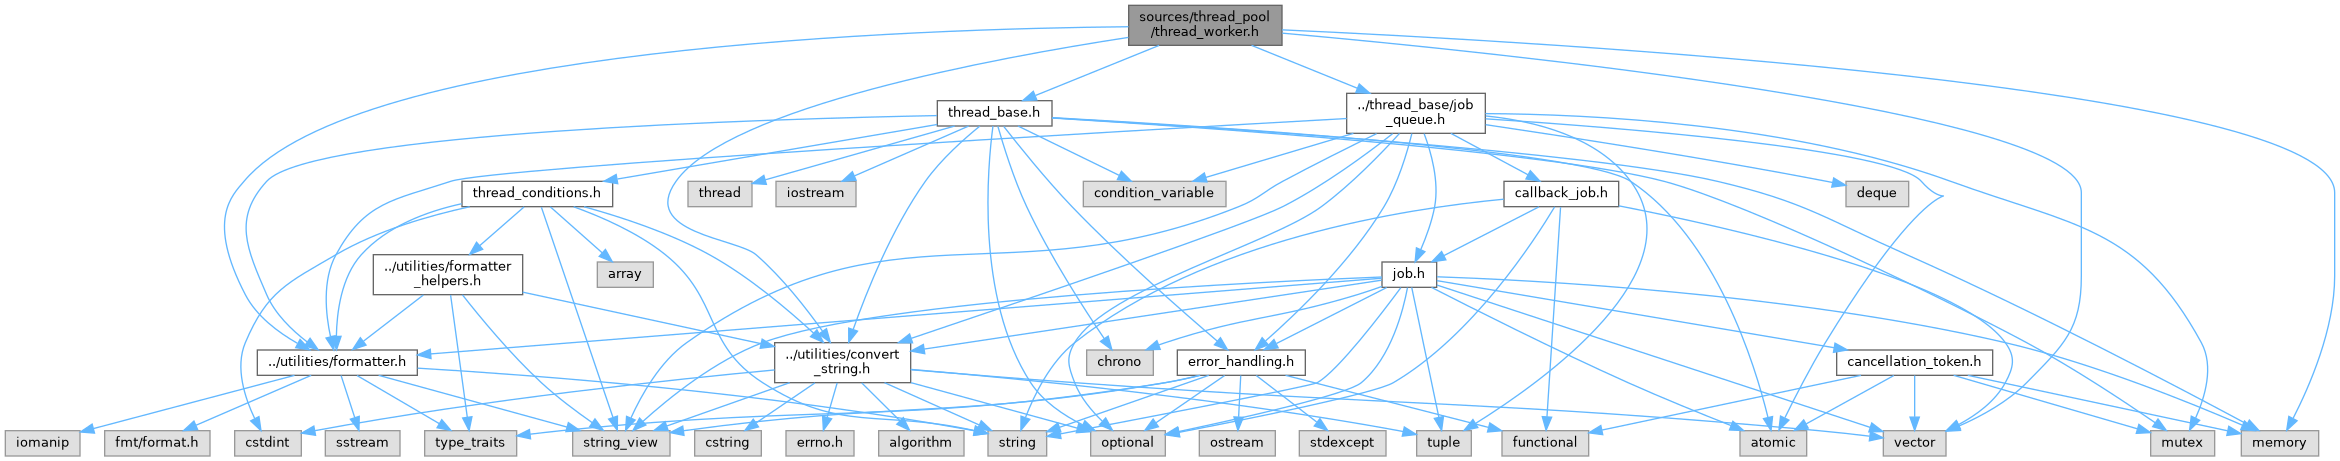 sources/thread_pool
/thread_worker.h
thread_base.h
../thread_base/job
_queue.h
thread_conditions.h
thread
iostream
condition_variable
callback_job.h
deque
../utilities/formatter
_helpers.h
array
job.h
../utilities/formatter.h
../utilities/convert
_string.h
chrono
error_handling.h
cancellation_token.h
iomanip
fmt/format.h
cstdint
sstream
type_traits
string_view
cstring
errno.h
algorithm
string
optional
ostream
stdexcept
tuple
functional
atomic
vector
mutex
memory